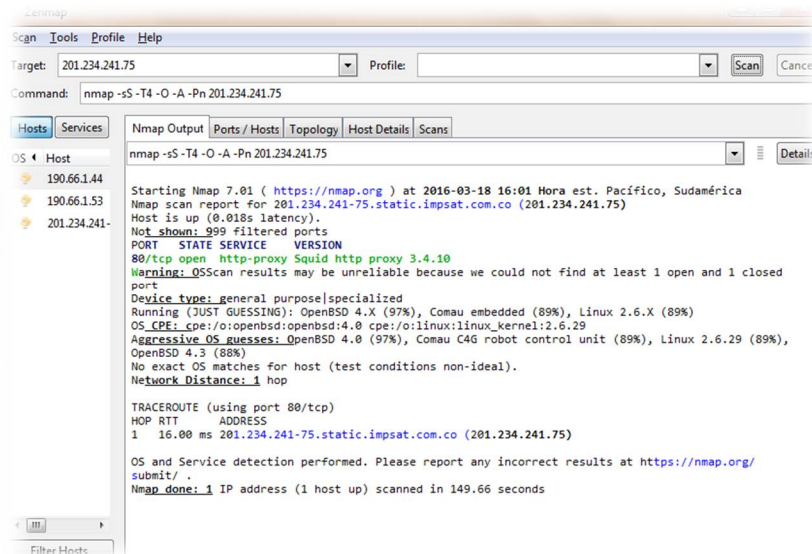 Zenmap
Scan Tools Profile Help
Target: 201.234.241.75 Profile: Scan Cance
Command: nmap -sS -T4 -O -A -Pn 201.234.241.75
Hosts Services Nmap Output Ports / Hosts Topology Host Details Scans
OS Host nmap -sS -T4 -O -A -Pn 201.234.241.75 Details
190.66.1.44
190.66.1.53
201.234.241-
Starting Nmap 7.01 ( https://nmap.org ) at 2016-03-18 16:01 Hora est. Pacífico, Sudamérica
Nmap scan report for 201.234.241-75.static.impsat.com.co (201.234.241.75)
Host is up (0.018s latency).
Not shown: 999 filtered ports
PORT STATE SERVICE VERSION
80/tcp open http-proxy Squid http proxy 3.4.10
Warning: OSScan results may be unreliable because we could not find at least 1 open and 1 closed
port
Device type: general purpose|specialized
Running (JUST GUESSING): OpenBSD 4.X (97%), Comau embedded (89%), Linux 2.6.X (89%)
OS CPE: cpe:/o:openbsd:openbsd:4.0 cpe:/o:linux:linux_kernel:2.6.29
Aggressive OS guesses: OpenBSD 4.0 (97%), Comau C4G robot control unit (89%), Linux 2.6.29 (89%),
OpenBSD 4.3 (88%)
No exact OS matches for host (test conditions non-ideal).
Network Distance: 1 hop
TRACEROUTE (using port 80/tcp)
HOP RTT ADDRESS
1 16.00 ms 201.234.241-75.static.impsat.com.co (201.234.241.75)
OS and Service detection performed. Please report any incorrect results at https://nmap.org/
submit/ .
Nmap done: 1 IP address (1 host up) scanned in 149.66 seconds
Filter Hosts